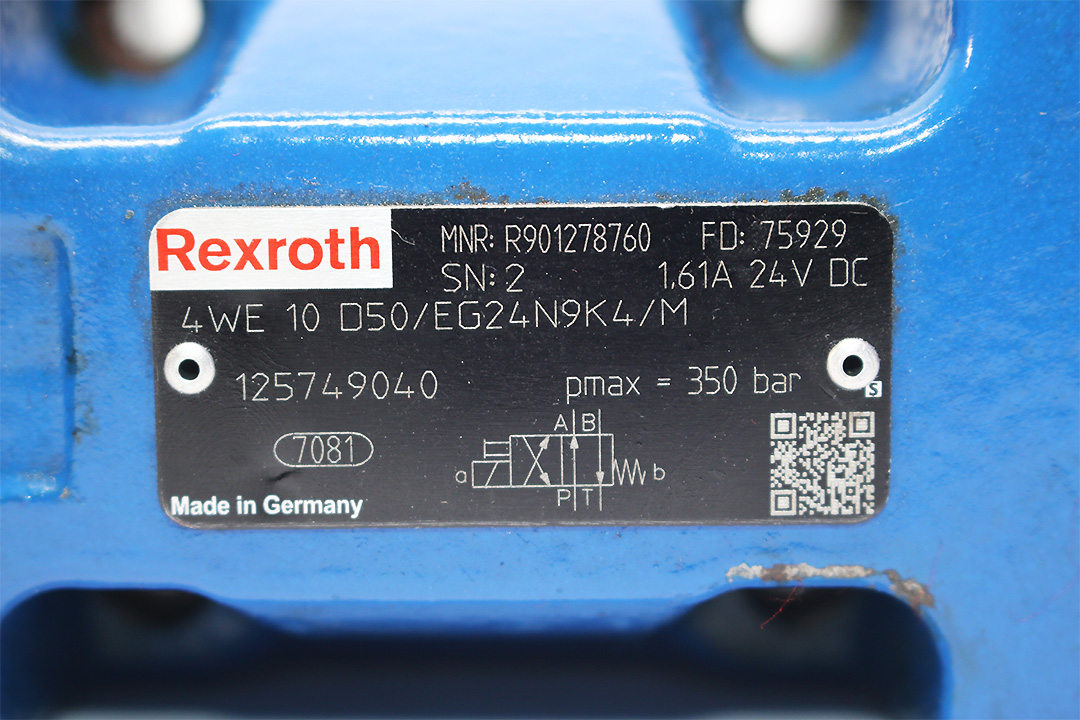 Rexroth
MNR: R901278760 FD: 75929
SN: 2 1,61A 24V DC
4WE 10 D50/EG24N9K4/M
125749040 pmax = 350 bar
S
7081
A B
a b
P T
Made in Germany